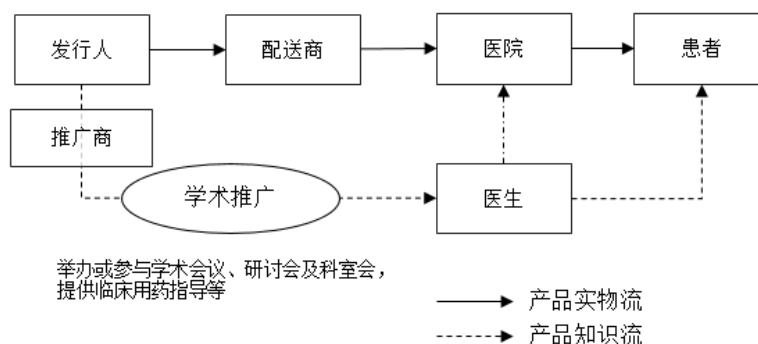 发行人
配送商
医院
患者
推广商
学术推广
医生
举办或参与学术会议、研讨会及科室会，
提供临床用药指导等
产品实物流
产品知识流